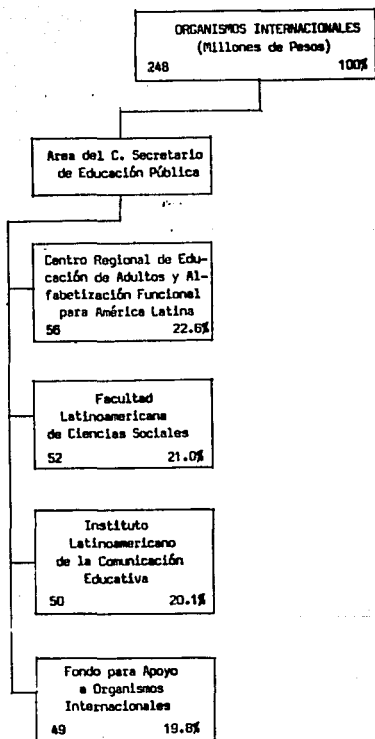 ORGANISMOS INTERNACIONALES
(Millones de Pesos)
248 100%
Area del C. Secretario
de Educación Pública
Centro Regional de Edu-
cación de Adultos y Al-
fabetización Funcional
para América Latina
56 22.6%
Facultad
Latinoamericana
de Ciencias Sociales
52 21.0%
Instituto
Latinoamericano
de la Comunicación
Educativa
50 20.1%
Fondo para Apoyo
a Organismos
Internacionales
49 19.8%